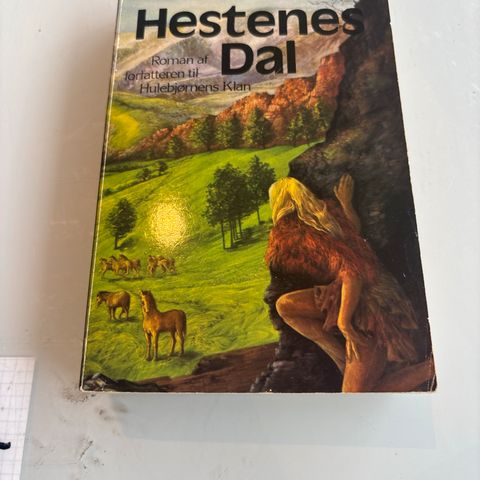 Hestenes
Dal
Roman af
forfatteren til
Hulebjørnens Klan